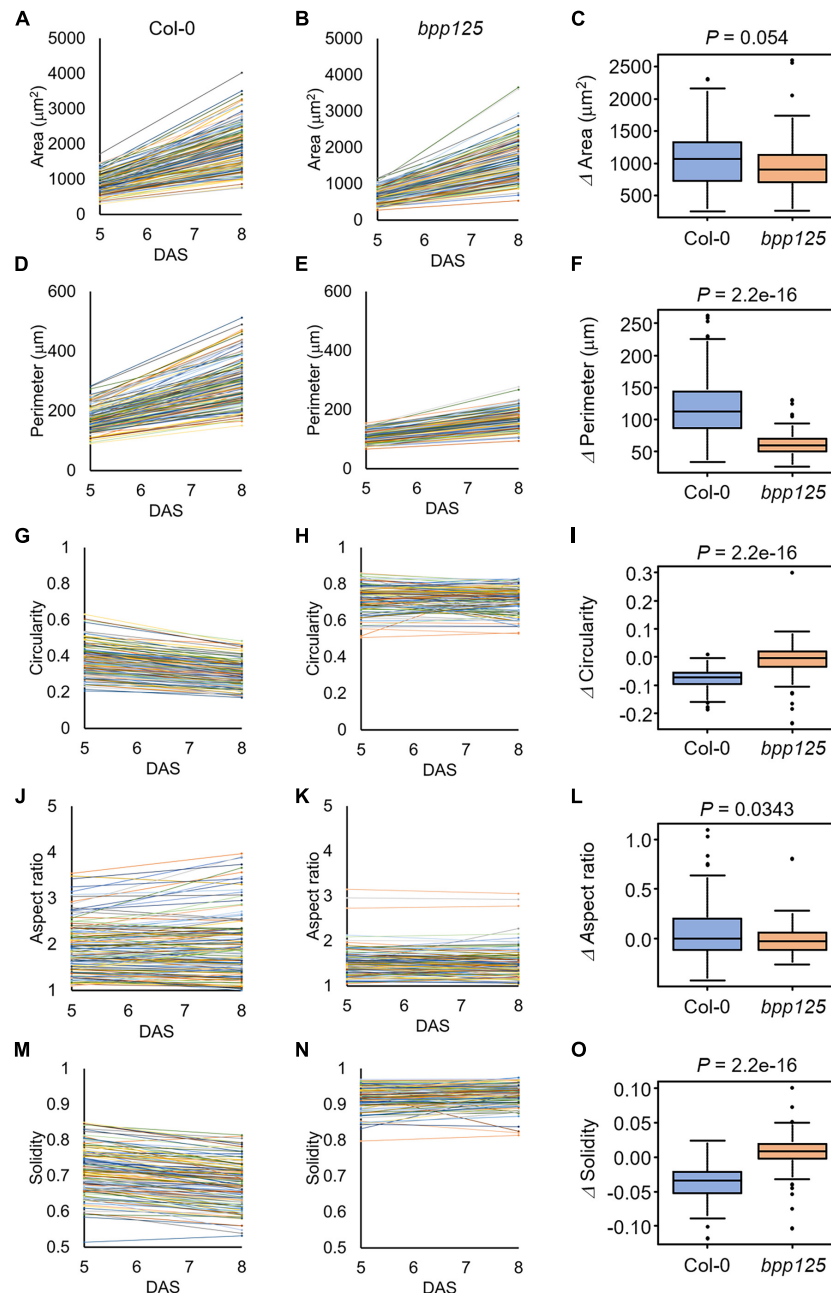 A
Col-0
5000
4000
3000
2000
1000
0
Area (μm²)
5 6 7 8
DAS
B
bpp125
5000
4000
3000
2000
1000
0
Area (μm²)
5 6 7 8
DAS
C
P = 0.054
2500
2000
1500
1000
500
Δ Area (μm²)
Col-0 bpp125
D
600
400
200
0
Perimeter (μm)
5 6 7 8
DAS
E
600
400
200
0
Perimeter (μm)
5 6 7 8
DAS
F
P = 2.2e-16
250
200
150
100
50
Δ Perimeter (μm)
Col-0 bpp125
G
1
0.8
0.6
0.4
0.2
0
Circularity
5 6 7 8
DAS
H
1
0.8
0.6
0.4
0.2
0
Circularity
5 6 7 8
DAS
I
P = 2.2e-16
0.3
0.2
0.1
0.0
-0.1
-0.2
Δ Circularity
Col-0 bpp125
J
5
4
3
2
1
Aspect ratio
5 6 7 8
DAS
K
5
4
3
2
1
Aspect ratio
5 6 7 8
DAS
L
P = 0.0343
1.0
0.5
0.0
Δ Aspect ratio
Col-0 bpp125
M
1
0.9
0.8
0.7
0.6
0.5
Solidity
5 6 7 8
DAS
N
1
0.9
0.8
0.7
0.6
0.5
Solidity
5 6 7 8
DAS
O
P = 2.2e-16
0.10
0.05
0.00
-0.05
-0.10
Δ Solidity
Col-0 bpp125